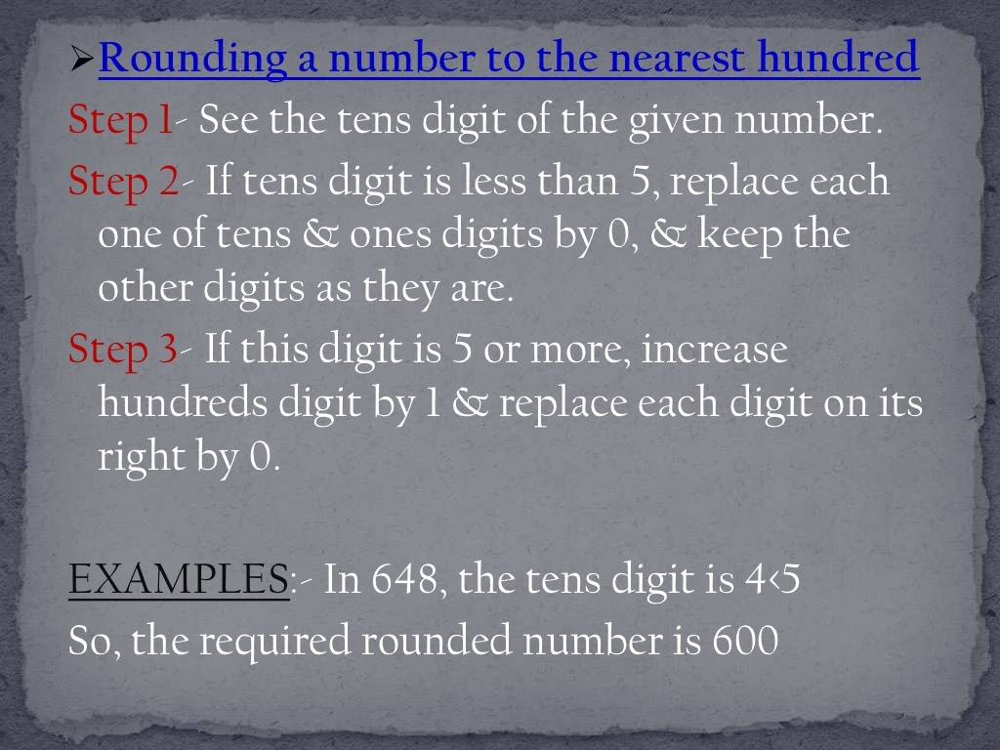 ➢Rounding a number to the nearest hundred
Step 1- See the tens digit of the given number.
Step 2- If tens digit is less than 5, replace each
one of tens & ones digits by 0, & keep the
other digits as they are.
Step 3- If this digit is 5 or more, increase
hundreds digit by 1 & replace each digit on its
right by 0.
EXAMPLES:- In 648, the tens digit is 4<5
So, the required rounded number is 600